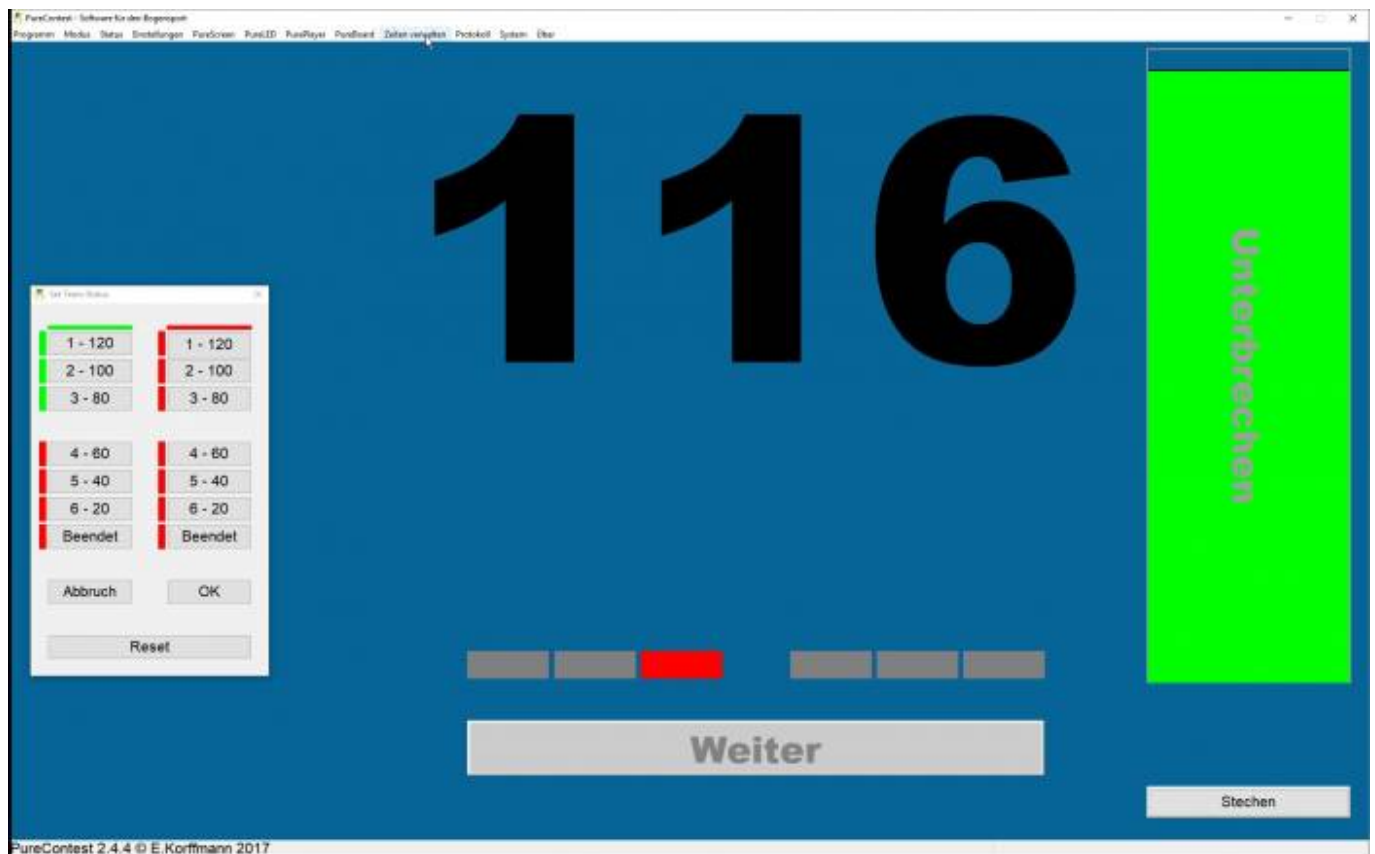 PureContest - Software für den Bogensport
Programm Modus Status Einstellungen PureScreen PureLED PurePlayer PureBoard Zeiten verwalten Protokoll System Über
116
Unterbrechen
Set Team Status
1 - 120 1 - 120
2 - 100 2 - 100
3 - 80 3 - 80
4 - 60 4 - 60
5 - 40 5 - 40
6 - 20 6 - 20
Beendet Beendet
Abbruch OK
Reset
Weiter
Stechen
PureContest 2.4.4 © E.Korffmann 2017